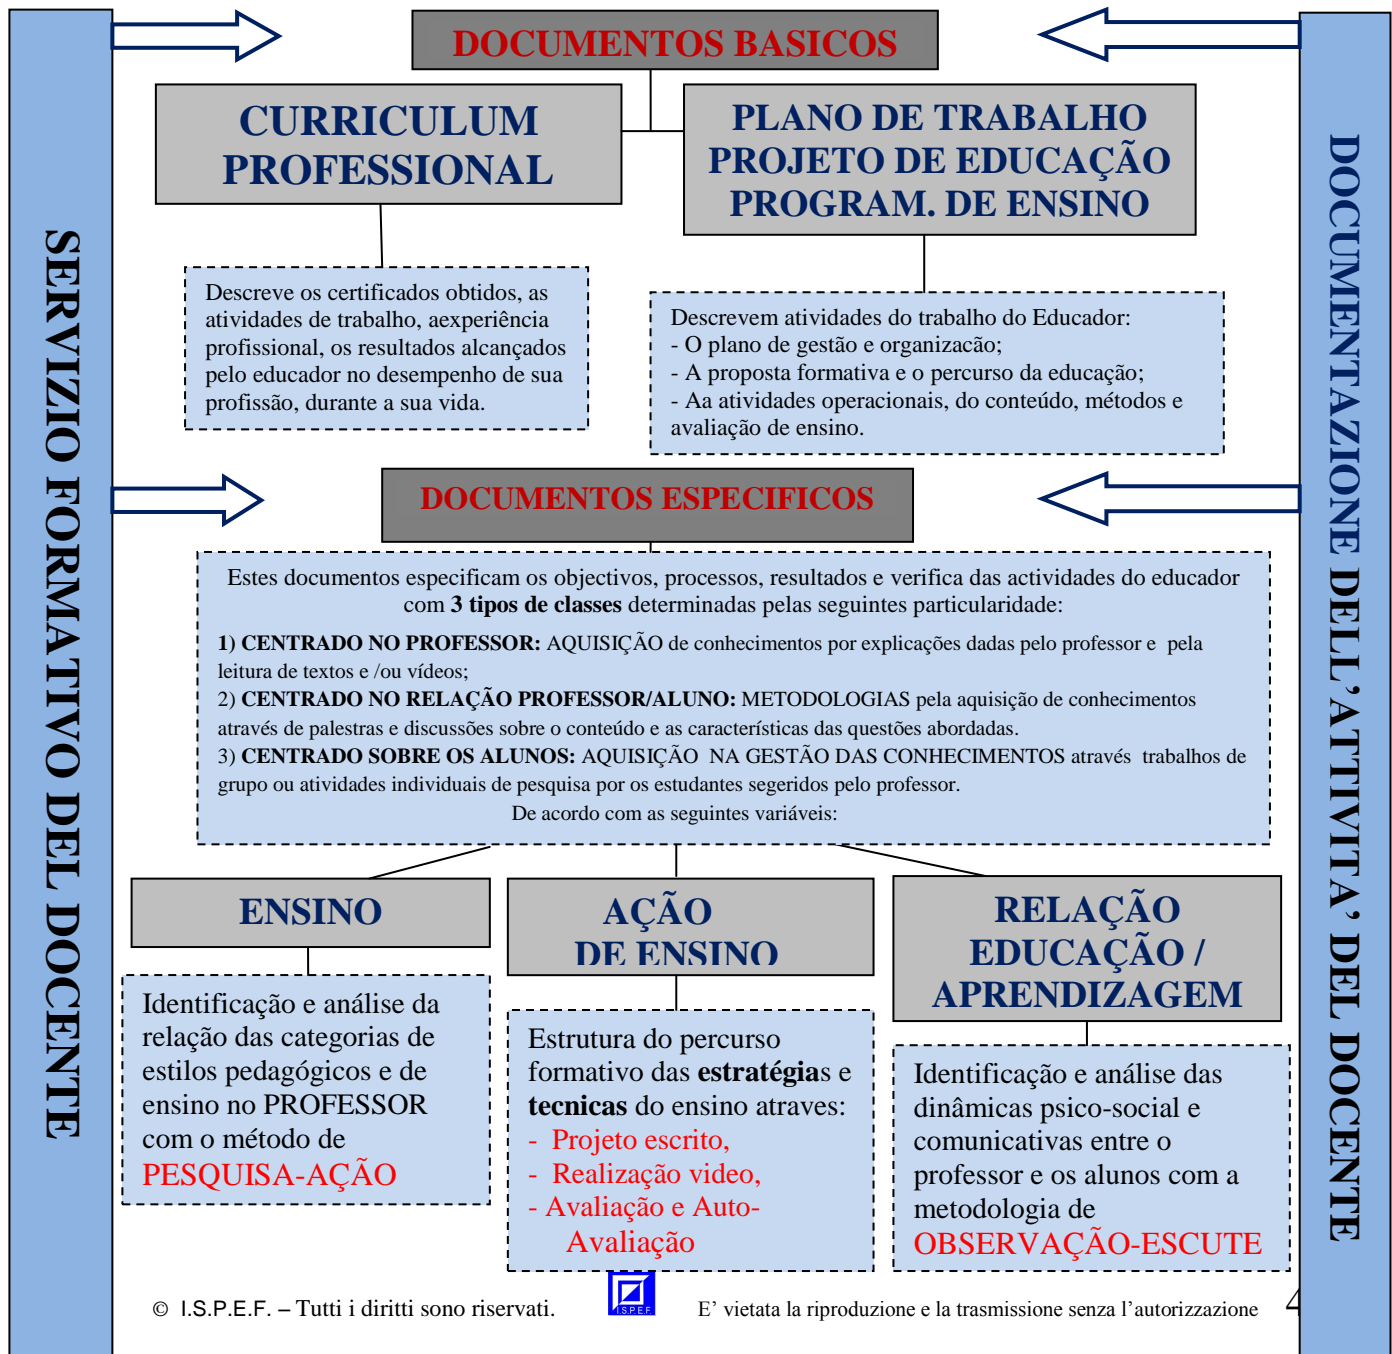 SERVIZIO FORMATIVO DEL DOCENTE
DOCUMENTAZIONE DELL'ATTIVITA' DEL DOCENTE
DOCUMENTOS BASICOS
CURRICULUM
PROFESSIONAL
PLANO DE TRABALHO
PROJETO DE EDUCAÇÃO
PROGRAM. DE ENSINO
Descreve os certificados obtidos, as
atividades de trabalho, aexperiência
profissional, os resultados alcançados
pelo educador no desempenho de sua
profissão, durante a sua vida.
Descrevem atividades do trabalho do Educador:
- O plano de gestão e organizacão;
- A proposta formativa e o percurso da educação;
- Aa atividades operacionais, do conteúdo, métodos e
avaliação de ensino.
DOCUMENTOS ESPECIFICOS
Estes documentos especificam os objectivos, processos, resultados e verifica das actividades do educador
com 3 tipos de classes determinadas pelas seguintes particularidade:
1) CENTRADO NO PROFESSOR: AQUISIÇÃO de conhecimentos por explicações dadas pelo professor e pela
leitura de textos e /ou vídeos;
2) CENTRADO NO RELAÇÃO PROFESSOR/ALUNO: METODOLOGIAS pela aquisição de conhecimentos
através de palestras e discussões sobre o conteúdo e as características das questões abordadas.
3) CENTRADO SOBRE OS ALUNOS: AQUISIÇÃO NA GESTÃO DAS CONHECIMENTOS através trabalhos de
grupo ou atividades individuais de pesquisa por os estudantes segeridos pelo professor.
De acordo com as seguintes variáveis:
ENSINO
Identificação e análise da
relação das categorias de
estilos pedagógicos e de
ensino no PROFESSOR
com o método de
PESQUISA-AÇÃO
AÇÃO
DE ENSINO
Estrutura do percurso
formativo das estratégias e
tecnicas do ensino atraves:
- Projeto escrito,
- Realização video,
- Avaliação e Auto-
Avaliação
RELAÇÃO
EDUCAÇÃO /
APRENDIZAGEM
Identificação e análise das
dinâmicas psico-social e
comunicativas entre o
professor e os alunos com a
metodologia de
OBSERVAÇÃO-ESCUTE
© I.S.P.E.F. – Tutti i diritti sono riservati.
I.S.P.E.F.
E' vietata la riproduzione e la trasmissione senza l'autorizzazione